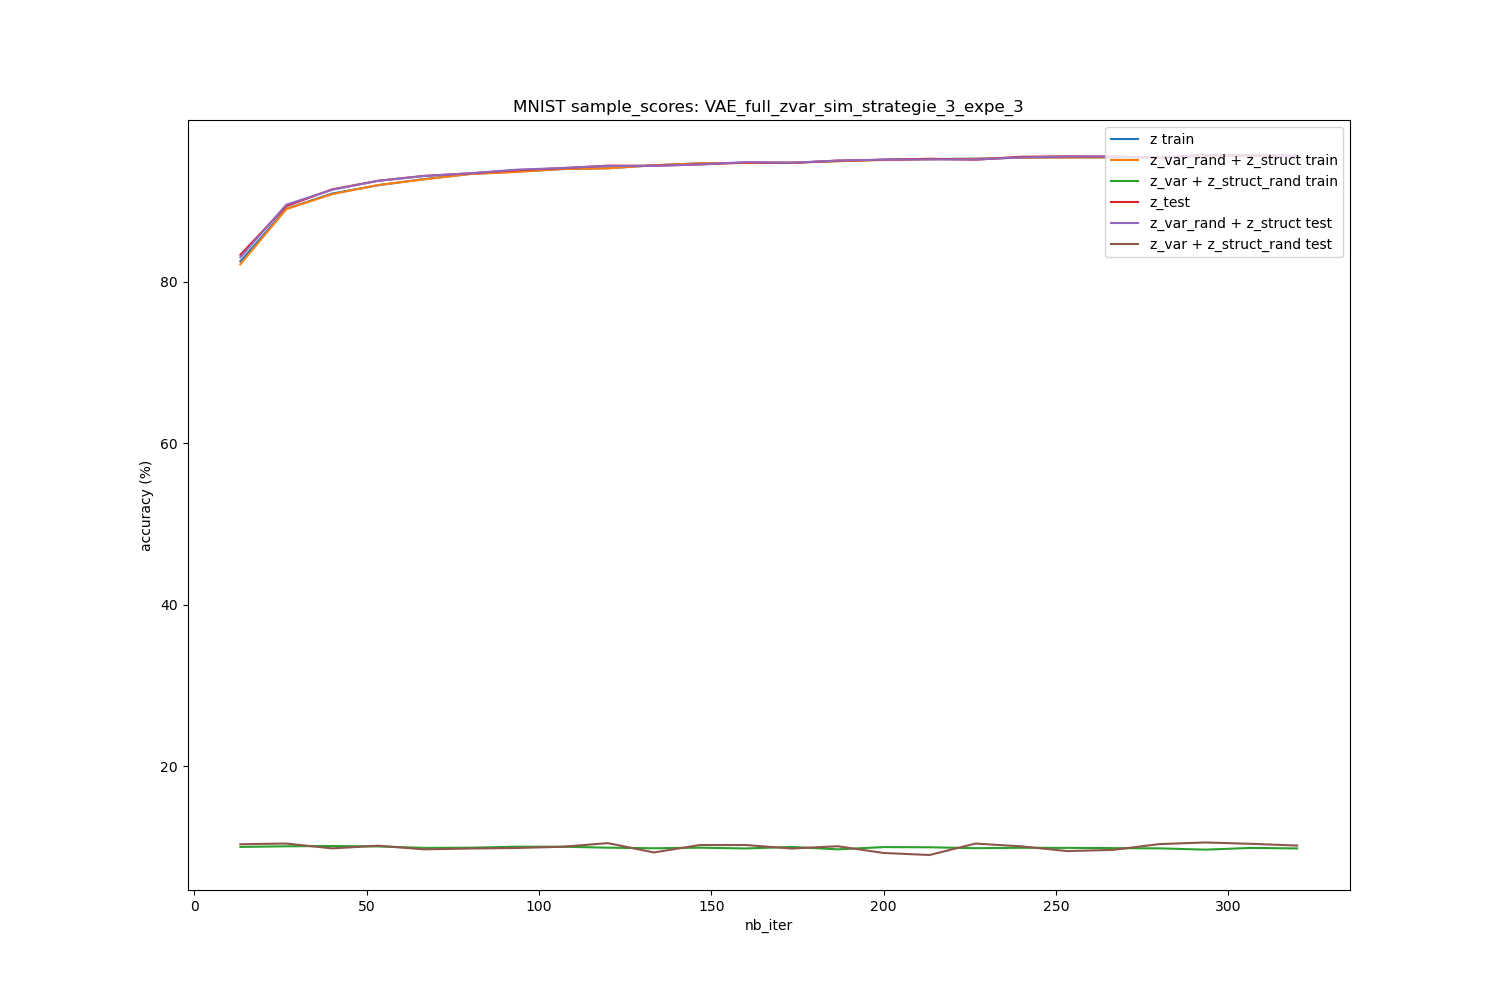 MNIST sample_scores: VAE_full_zvar_sim_strategie_3_expe_3
z train
z_var_rand + z_struct train
z_var + z_struct_rand train
z_test
z_var_rand + z_struct test
z_var + z_struct_rand test
accuracy (%)
80
60
40
20
0 50 100 150 200 250 300
nb_iter